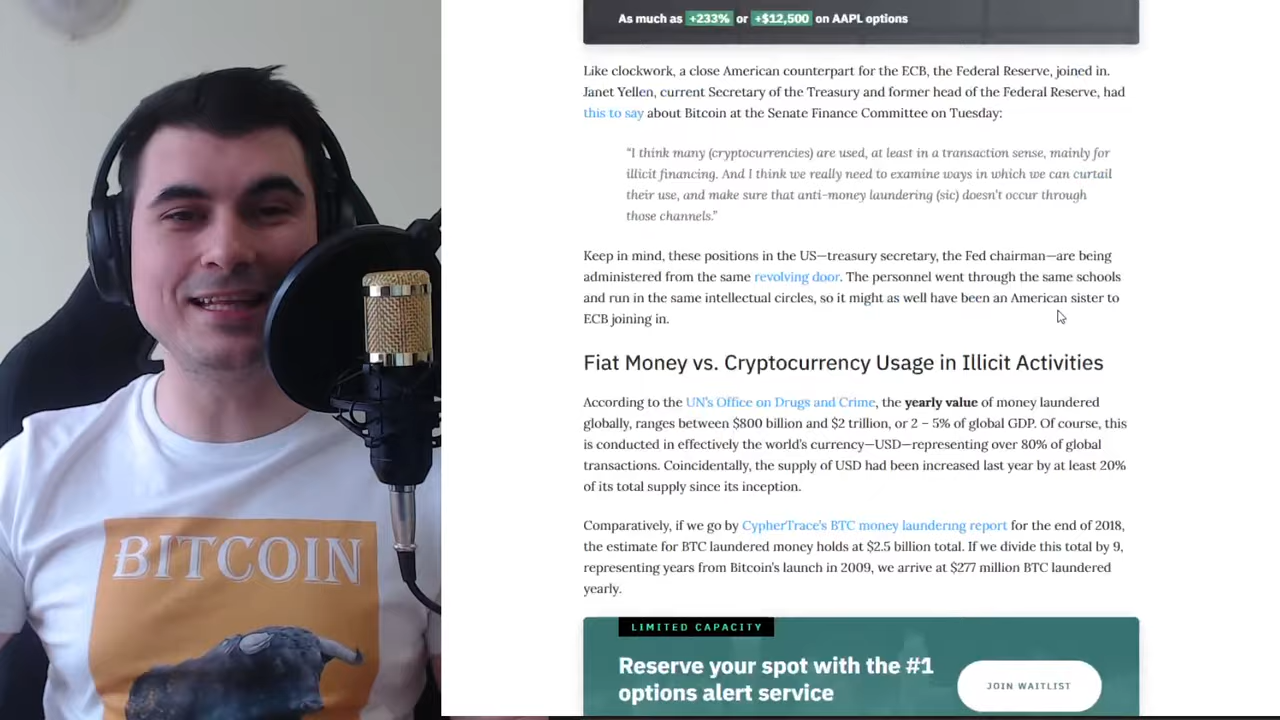 BITCOIN
As much as +233% or +$12,500 on AAPL options
Like clockwork, a close American counterpart for the ECB, the Federal Reserve, joined in.
Janet Yellen, current Secretary of the Treasury and former head of the Federal Reserve, had
this to say about Bitcoin at the Senate Finance Committee on Tuesday:
“I think many (cryptocurrencies) are used, at least in a transaction sense, mainly for
illicit financing. And I think we really need to examine ways in which we can curtail
their use, and make sure that anti-money laundering (sic) doesn’t occur through
those channels.”
Keep in mind, these positions in the US—treasury secretary, the Fed chairman—are being
administered from the same revolving door. The personnel went through the same schools
and run in the same intellectual circles, so it might as well have been an American sister to
ECB joining in.
Fiat Money vs. Cryptocurrency Usage in Illicit Activities
According to the UN’s Office on Drugs and Crime, the yearly value of money laundered
globally, ranges between $800 billion and $2 trillion, or 2 – 5% of global GDP. Of course, this
is conducted in effectively the world’s currency—USD—representing over 80% of global
transactions. Coincidentally, the supply of USD had been increased last year by at least 20%
of its total supply since its inception.
Comparatively, if we go by CypherTrace’s BTC money laundering report for the end of 2018,
the estimate for BTC laundered money holds at $2.5 billion total. If we divide this total by 9,
representing years from Bitcoin’s launch in 2009, we arrive at $277 million BTC laundered
yearly.
LIMITED CAPACITY
Reserve your spot with the #1
options alert service
JOIN WAITLIST